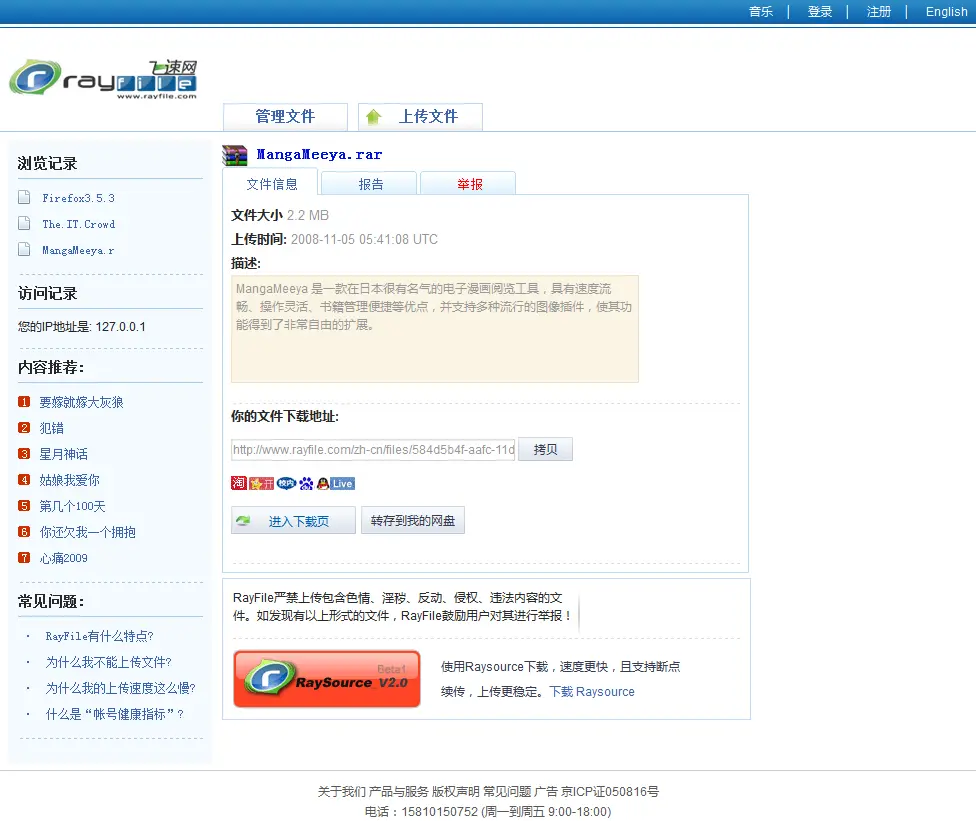 音乐 | 登录 | 注册 | English
rayfile 飞速网
www.rayfile.com
管理文件 上传文件
浏览记录
Firefox3.5.3
The.IT.Crowd
MangaMeeya.r
访问记录
您的IP地址是: 127.0.0.1
内容推荐:
1 要嫁就嫁大灰狼
2 犯错
3 星月神话
4 姑娘我爱你
5 第几个100天
6 你还欠我一个拥抱
7 心痛2009
常见问题:
· RayFile有什么特点?
· 为什么我不能上传文件?
· 为什么我的上传速度这么慢?
· 什么是“帐号健康指标”?
MangaMeeya.rar
文件信息 报告 举报
文件大小 2.2 MB
上传时间: 2008-11-05 05:41:08 UTC
描述:
MangaMeeya 是一款在日本很有名气的电子漫画阅览工具，具有速度流
畅、操作灵活、书籍管理便捷等优点，并支持多种流行的图像插件，使其功
能得到了非常自由的扩展。
你的文件下载地址:
http://www.rayfile.com/zh-cn/files/584d5b4f-aafc-11d 拷贝
淘 开 校内 Live
进入下载页 转存到我的网盘
RayFile严禁上传包含色情、淫秽、反动、侵权、违法内容的文
件。如发现有以上形式的文件，RayFile鼓励用户对其进行举报！
Beta1
RaySource V2.0
使用Raysource下载，速度更快，且支持断点
续传，上传更稳定。下载 Raysource
关于我们 产品与服务 版权声明 常见问题 广告 京ICP证050816号
电话：15810150752 (周一到周五 9:00-18:00)